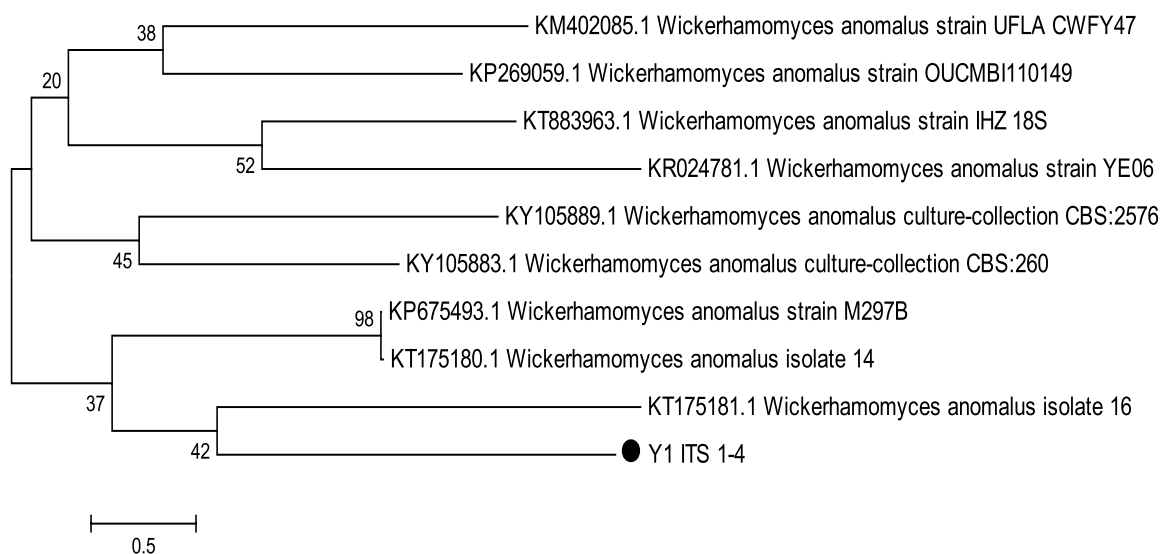 38
KM402085.1 Wickerhamomyces anomalus strain UFLA CWFY47
20
KP269059.1 Wickerhamomyces anomalus strain OUCMBI110149
KT883963.1 Wickerhamomyces anomalus strain IHZ 18S
52
KR024781.1 Wickerhamomyces anomalus strain YE06
KY105889.1 Wickerhamomyces anomalus culture-collection CBS:2576
45
KY105883.1 Wickerhamomyces anomalus culture-collection CBS:260
98
KP675493.1 Wickerhamomyces anomalus strain M297B
KT175180.1 Wickerhamomyces anomalus isolate 14
37
KT175181.1 Wickerhamomyces anomalus isolate 16
42
Y1 ITS 1-4
0.5